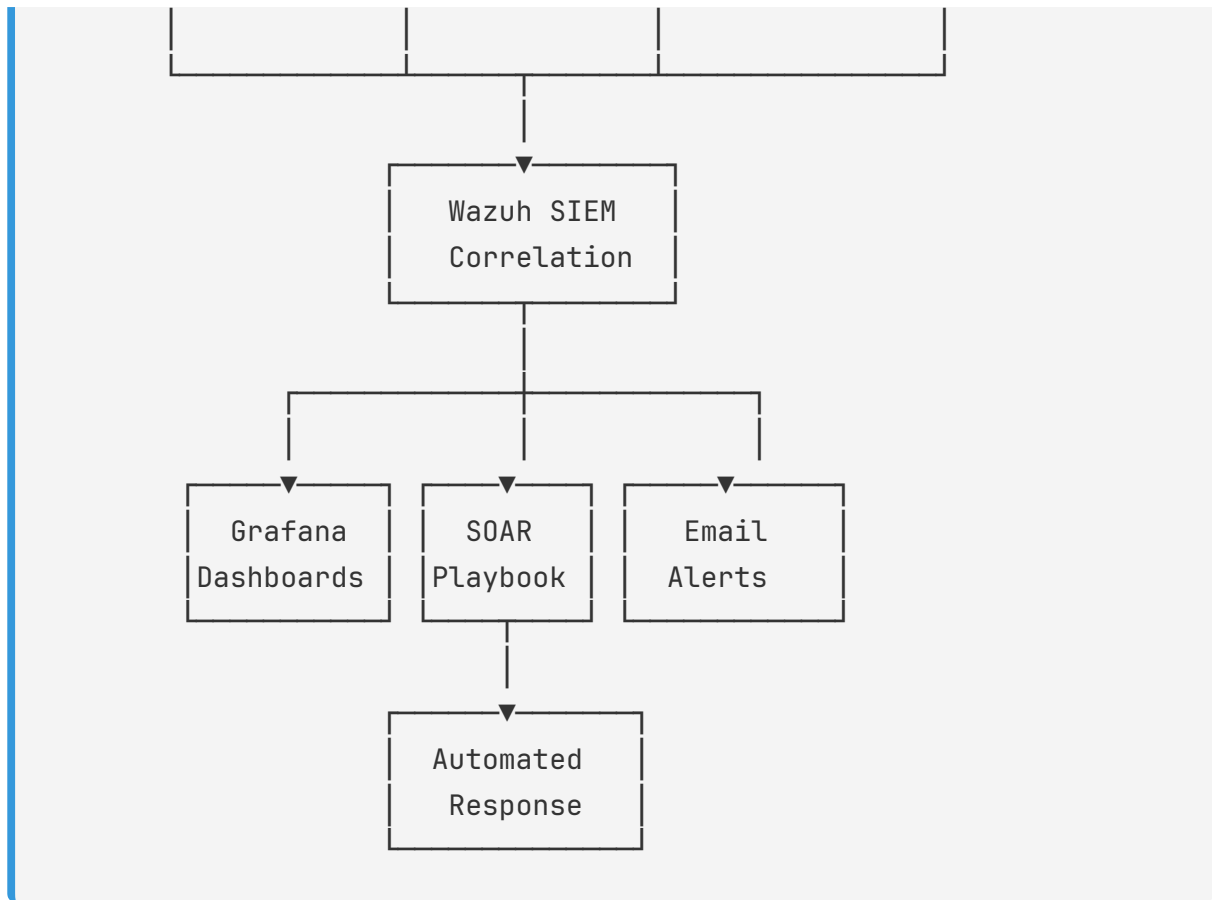 Wazuh SIEM
Correlation
Grafana
Dashboards
SOAR
Playbook
Email
Alerts
Automated
Response